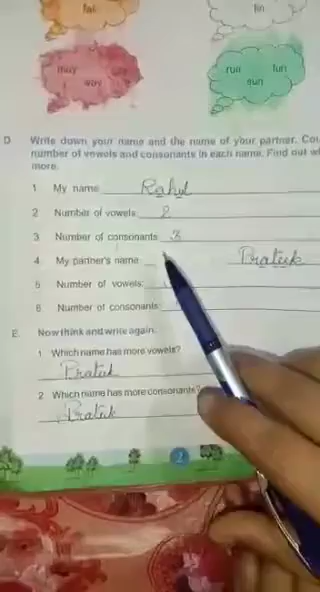 fat
fin
may
way
run fun
sun
D Write down your name and the name of your partner.
number of vowels and consonants in each name. Find out
more.
1 My name Rahul
2 Number of vowels 2
3 Number of consonants 3
4 My partner's name Prateek
5 Number of vowels
6 Number of consonants
E Now think and write again.
1 Which name has more vowels?
Prateek
2 Which name has more consonants?
Prateek
2